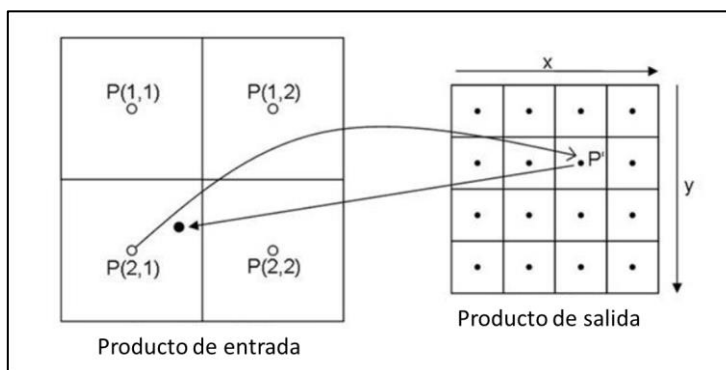 P(1,1)
P(1,2)
P(2,1)
P(2,2)
Producto de entrada
x
P'
y
Producto de salida